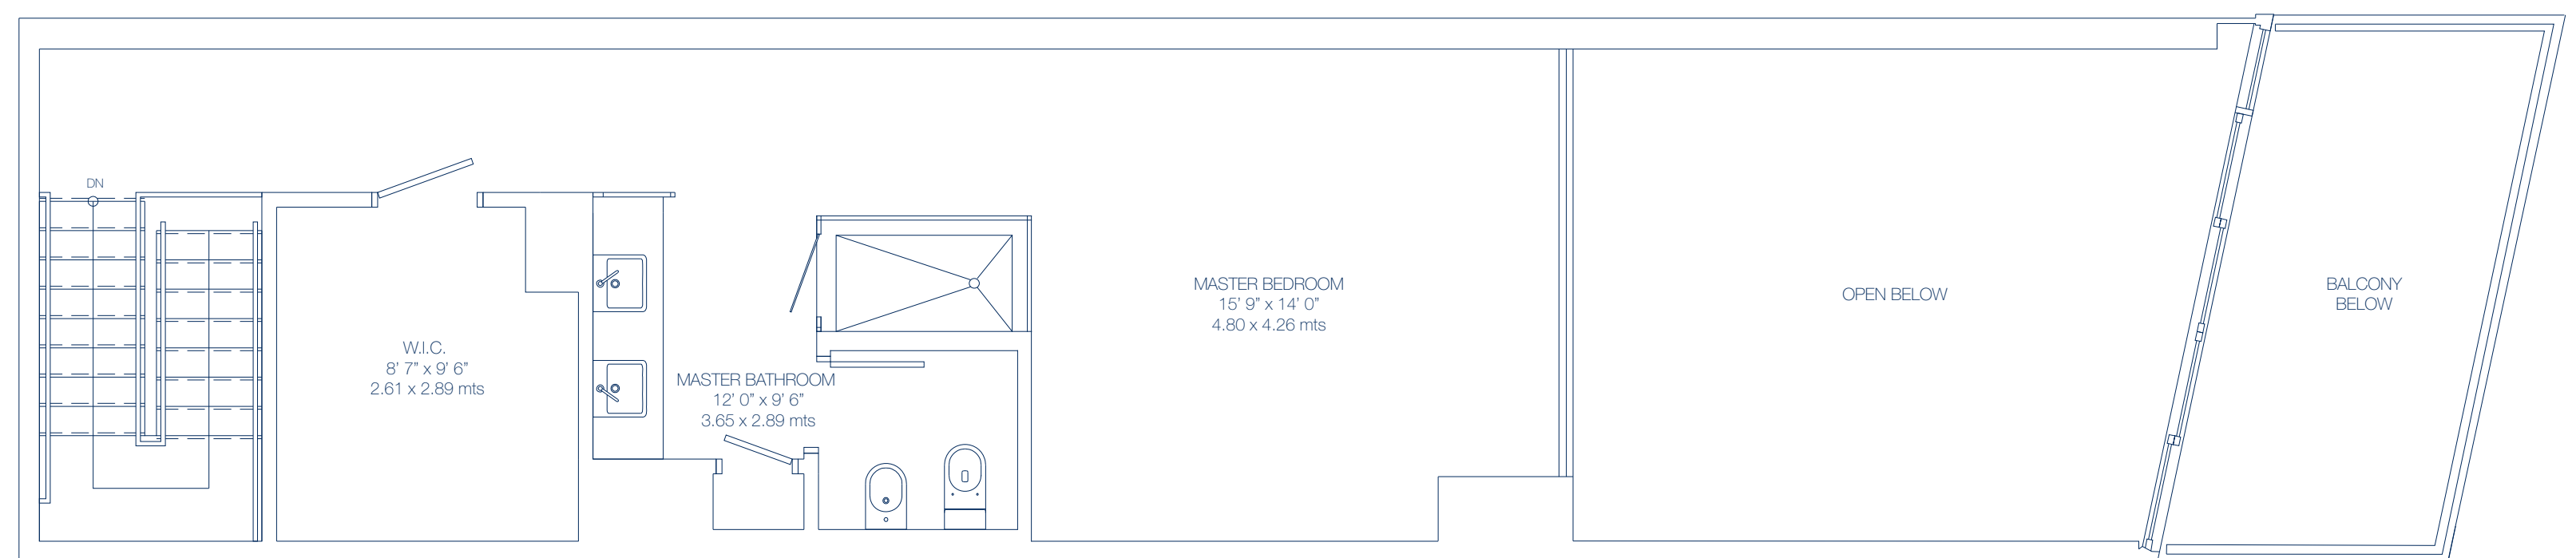 DN
W.I.C.
8' 7” x 9' 6”
2.61 x 2.89 mts
MASTER BATHROOM
12' 0” x 9' 6”
3.65 x 2.89 mts
MASTER BEDROOM
15' 9” x 14' 0”
4.80 x 4.26 mts
OPEN BELOW
BALCONY
BELOW